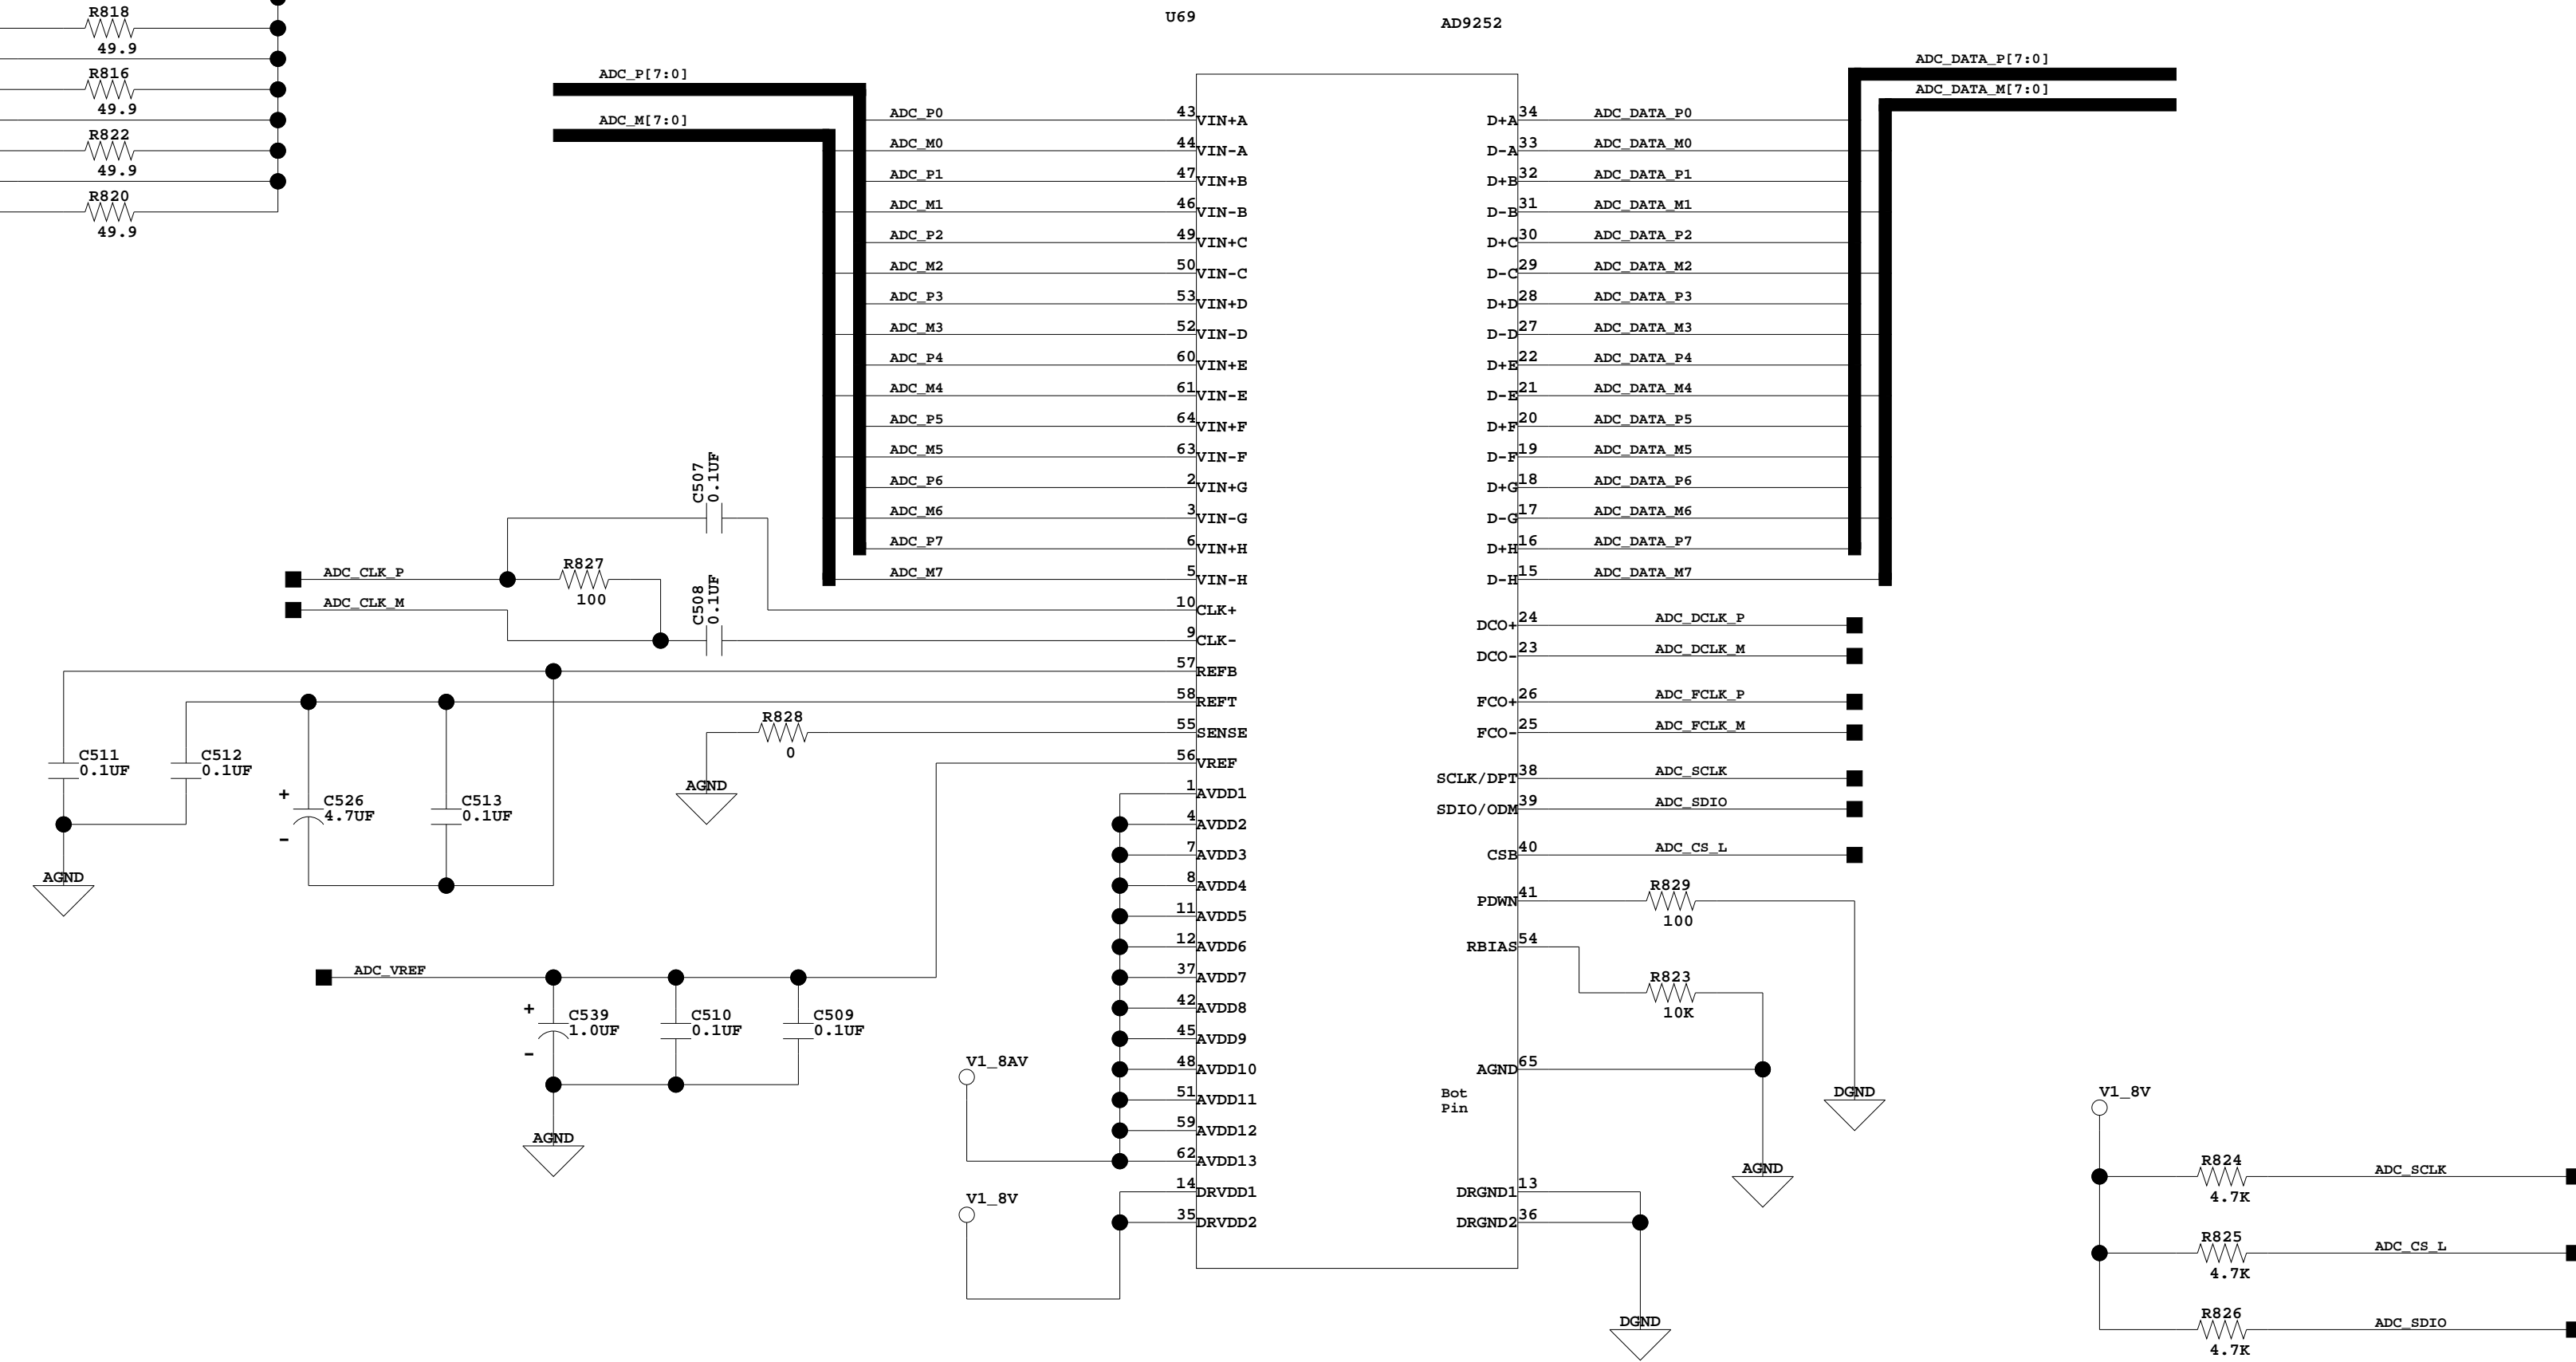 R818
49.9
R816
49.9
R822
49.9
R820
49.9
U69
AD9252
ADC_P[7:0]
ADC_M[7:0]
ADC_DATA_P[7:0]
ADC_DATA_M[7:0]
ADC_P0 43 VIN+A D+A 34 ADC_DATA_P0
ADC_M0 44 VIN-A D-A 33 ADC_DATA_M0
ADC_P1 47 VIN+B D+B 32 ADC_DATA_P1
ADC_M1 46 VIN-B D-B 31 ADC_DATA_M1
ADC_P2 49 VIN+C D+C 30 ADC_DATA_P2
ADC_M2 50 VIN-C D-C 29 ADC_DATA_M2
ADC_P3 53 VIN+D D+D 28 ADC_DATA_P3
ADC_M3 52 VIN-D D-D 27 ADC_DATA_M3
ADC_P4 60 VIN+E D+E 22 ADC_DATA_P4
ADC_M4 61 VIN-E D-E 21 ADC_DATA_M4
ADC_P5 64 VIN+F D+F 20 ADC_DATA_P5
ADC_M5 63 VIN-F D-F 19 ADC_DATA_M5
ADC_P6 2 VIN+G D+G 18 ADC_DATA_P6
ADC_M6 3 VIN-G D-G 17 ADC_DATA_M6
ADC_P7 6 VIN+H D+H 16 ADC_DATA_P7
ADC_M7 5 VIN-H D-H 15 ADC_DATA_M7
C507
0.1UF
ADC_CLK_P
R827
100
ADC_CLK_M
C508
0.1UF
10 CLK+
9 CLK-
57 REFB
58 REFT
R828
0
55 SENSE
56 VREF
AGND
C511
0.1UF
C512
0.1UF
+
C526
4.7UF
-
C513
0.1UF
AGND
ADC_VREF
+
C539
1.0UF
-
C510
0.1UF
C509
0.1UF
AGND
1 AVDD1
4 AVDD2
7 AVDD3
8 AVDD4
11 AVDD5
12 AVDD6
37 AVDD7
42 AVDD8
45 AVDD9
48 AVDD10
51 AVDD11
59 AVDD12
62 AVDD13
V1_8AV
14 DRVDD1
35 DRVDD2
V1_8V
DCO+ 24 ADC_DCLK_P
DCO- 23 ADC_DCLK_M
FCO+ 26 ADC_FCLK_P
FCO- 25 ADC_FCLK_M
SCLK/DPT 38 ADC_SCLK
SDIO/ODM 39 ADC_SDIO
CSB 40 ADC_CS_L
PDWN 41 R829
100
RBIAS 54
R823
10K
AGND 65
Bot
Pin
DGND
AGND
DRGND1 13
DRGND2 36
DGND
V1_8V
R824 ADC_SCLK
4.7K
R825 ADC_CS_L
4.7K
R826 ADC_SDIO
4.7K